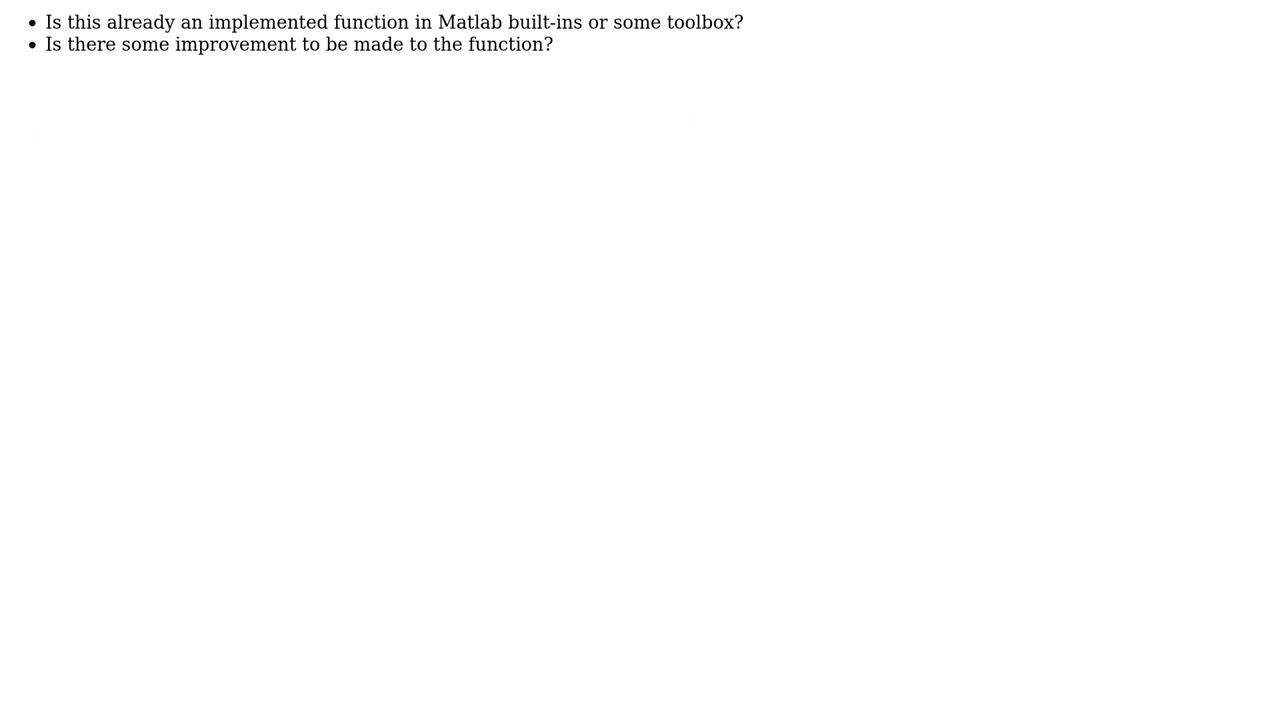 • Is this already an implemented function in Matlab built-ins or some toolbox?
• Is there some improvement to be made to the function?